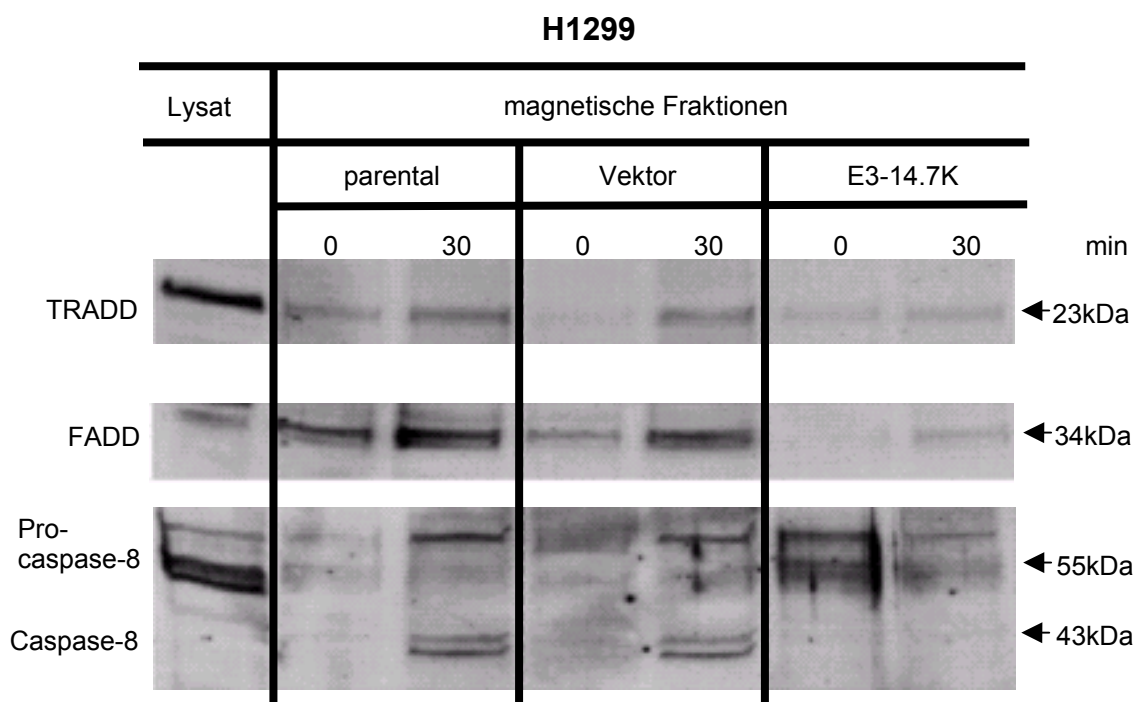 H1299
Lysat
magnetische Fraktionen
parental
Vektor
E3-14.7K
0
30
0
30
0
30
min
TRADD
23kDa
FADD
34kDa
Pro-
caspase-8
55kDa
Caspase-8
43kDa